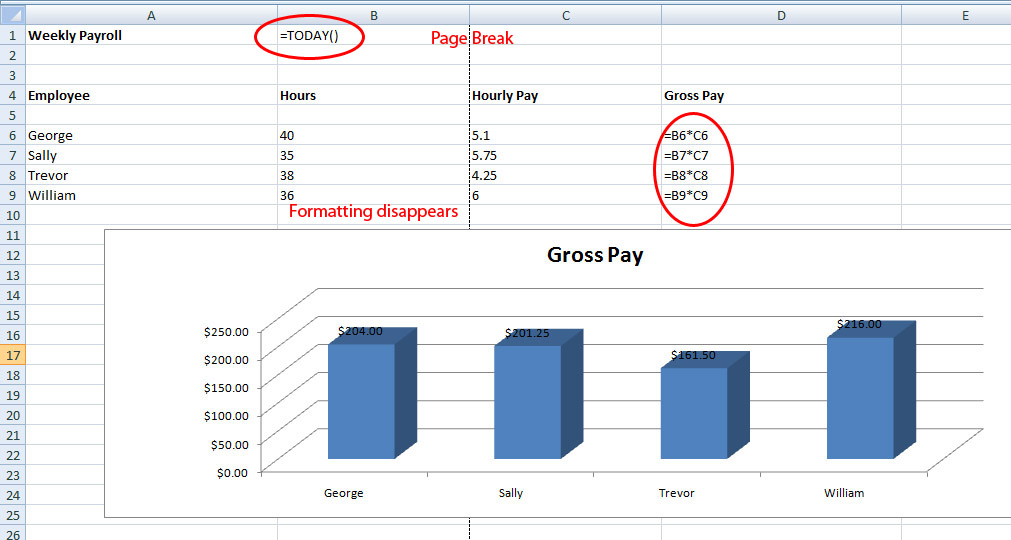 A B C D E
1 Weekly Payroll =TODAY() Page Break
2
3
4 Employee Hours Hourly Pay Gross Pay
5
6 George 40 5.1 =B6*C6
7 Sally 35 5.75 =B7*C7
8 Trevor 38 4.25 =B8*C8
9 William 36 6 =B9*C9
10 Formatting disappears
11
12 Gross Pay
13
14
15
16 $250.00 $204.00 $201.25 $161.50 $216.00
17 $200.00
18 $150.00
19
20 $100.00
21
22 $50.00
23 $0.00
24 George Sally Trevor William
25
26